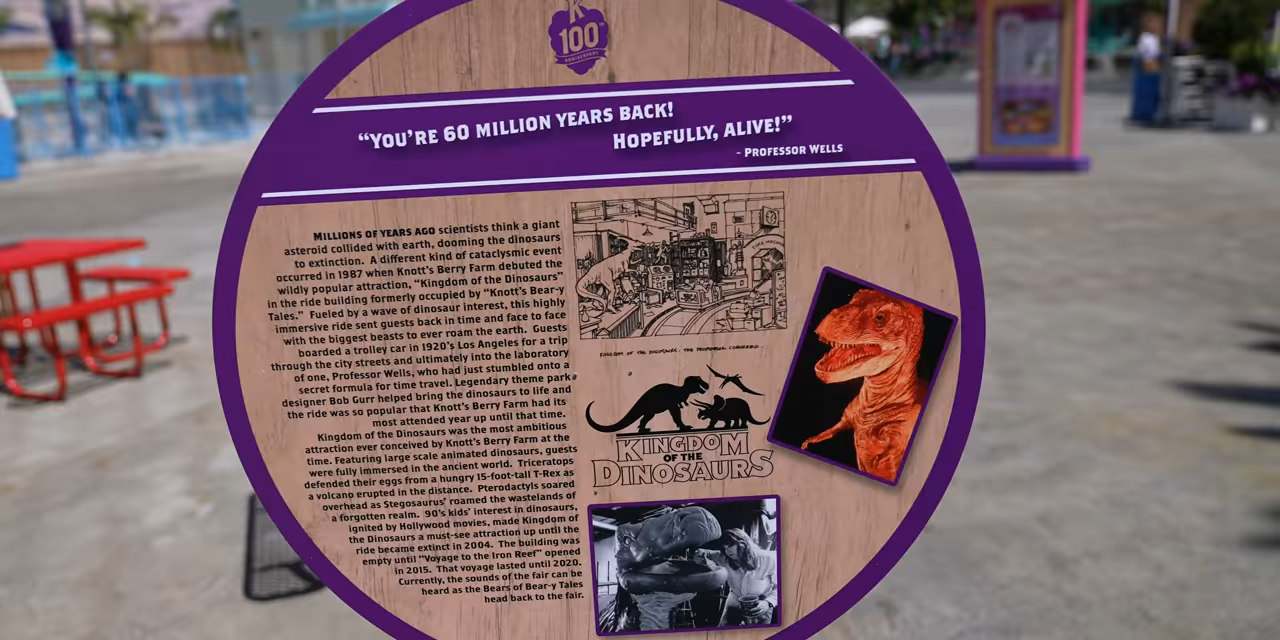 K
100
ANNIVERSARY
"YOU'RE 60 MILLION YEARS BACK!
HOPEFULLY, ALIVE!"
- PROFESSOR WELLS
MILLIONS OF YEARS AGO scientists think a giant
asteroid collided with earth, dooming the dinosaurs
to extinction. A different kind of cataclysmic event
occurred in 1987 when Knott's Berry Farm debuted the
wildly popular attraction, "Kingdom of the Dinosaurs"
in the ride building formerly occupied by "Knott's Bear-y
Tales." Fueled by a wave of dinosaur interest, this highly
immersive ride sent guests back in time and face to face
with the biggest beasts to ever roam the earth. Guests
boarded a trolley car in 1920's Los Angeles for a trip
through the city streets and ultimately into the laboratory
of one, Professor Wells, who had just stumbled onto a
secret formula for time travel. Legendary theme park
designer Bob Gurr helped bring the dinosaurs to life and
the ride was so popular that Knott's Berry Farm had its
most attended year up until that time.
Kingdom of the Dinosaurs was the most ambitious
attraction ever conceived by Knott's Berry Farm at the
time. Featuring large scale animated dinosaurs, guests
were fully immersed in the ancient world. Triceratops
defended their eggs from a hungry 15-foot-tall T-Rex as
a volcano erupted in the distance. Pterodactyls soared
overhead as Stegosaurus' roamed the wastelands of
a forgotten realm. 90's kids' interest in dinosaurs,
ignited by Hollywood movies, made Kingdom of
the Dinosaurs a must-see attraction up until the
ride became extinct in 2004. The building was
empty until "Voyage to the Iron Reef" opened
in 2015. That voyage lasted until 2020.
Currently, the sounds of the fair can be
heard as the Bears of Bear-y Tales
head back to the fair.
KINGDOM OF THE DINOSAURS - THE PROFESSOR
KINGDOM
OF THE
DINOSAURS